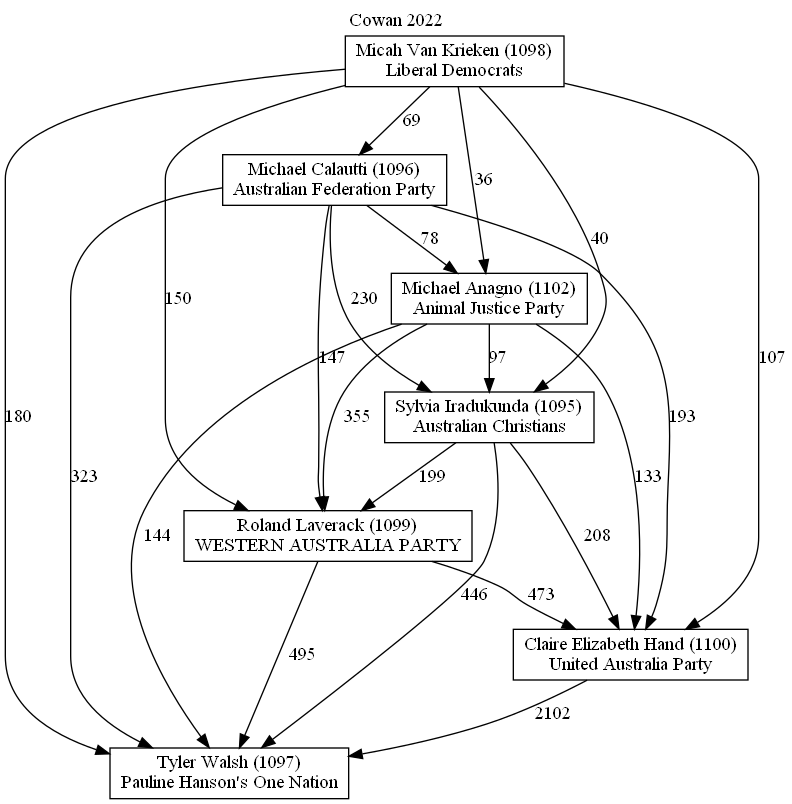 Cowan 2022
Micah Van Krieken (1098)
Liberal Democrats
69
Michael Calautti (1096)
Australian Federation Party
36
78
40
Michael Anagno (1102)
Animal Justice Party
150
230
147
97
107
Sylvia Iradukunda (1095)
Australian Christians
180
355
193
323
199
133
Roland Laverack (1099)
WESTERN AUSTRALIA PARTY
144
208
446
473
495
Claire Elizabeth Hand (1100)
United Australia Party
2102
Tyler Walsh (1097)
Pauline Hanson's One Nation